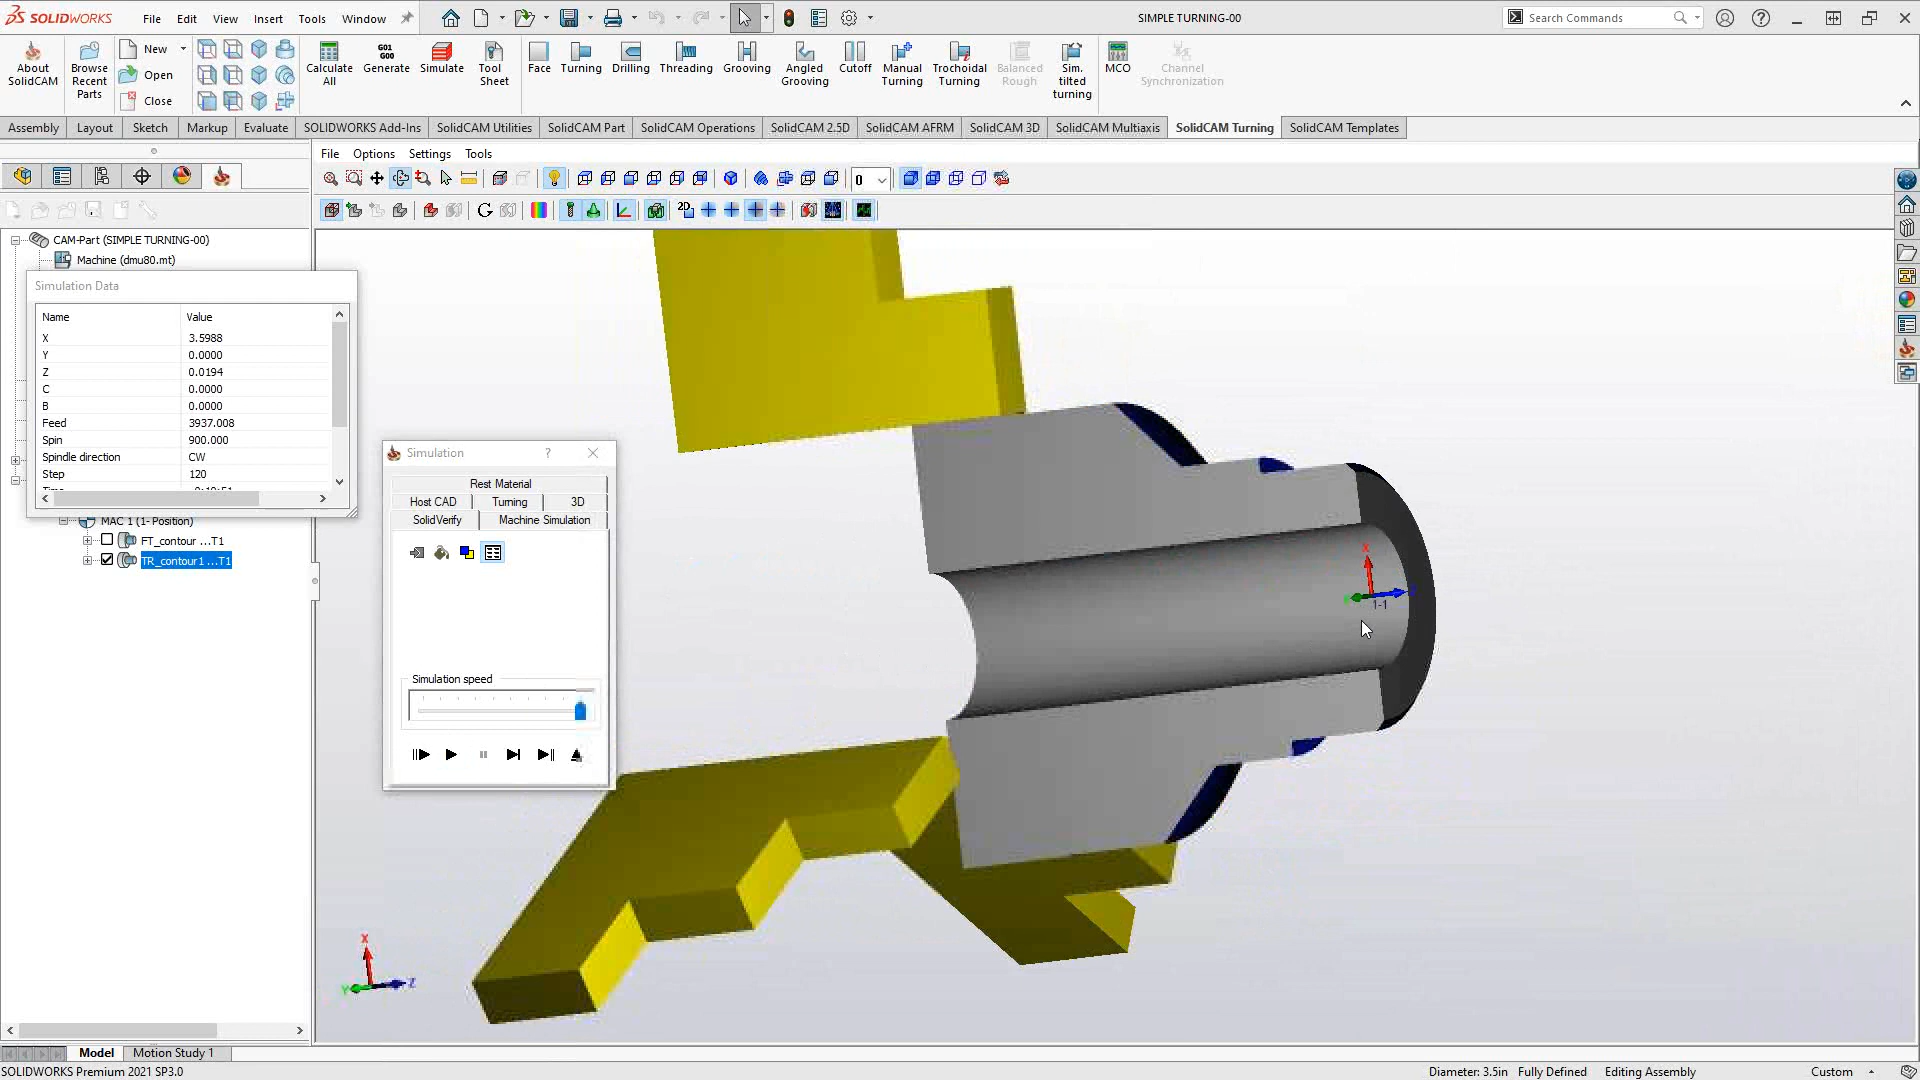 SOLIDWORKS File Edit View Insert Tools Window SIMPLE TURNING-00 Search Commands
About SolidCAM
Browse Recent Parts
New
Open
Close
Calculate All
G01 G00
Generate
Simulate
Tool Sheet
Face
Turning
Drilling
Threading
Grooving
Angled Grooving
Cutoff
Manual Turning
Trochoidal Turning
Balanced Rough
Sim. tilted turning
MCO
Channel Synchronization
Assembly Layout Sketch Markup Evaluate SOLIDWORKS Add-Ins SolidCAM Utilities SolidCAM Part SolidCAM Operations SolidCAM 2.5D SolidCAM AFRM SolidCAM 3D SolidCAM Multiaxis SolidCAM Turning SolidCAM Templates
File Options Settings Tools
0
2D
CAM-Part (SIMPLE TURNING-00)
Machine (dmu80.mt)
Simulation Data
Name Value
X 3.5988
Y 0.0000
Z 0.0194
C 0.0000
B 0.0000
Feed 3937.008
Spin 900.000
Spindle direction CW
Step 120
MAC 1 (1- Position)
FT_contour ...T1
TR_contour1 ...T1
Simulation ?
Rest Material
Host CAD Turning 3D
SolidVerify Machine Simulation
Simulation speed
X
1-1
X
Y
Z
Model Motion Study 1
SOLIDWORKS Premium 2021 SP3.0 Diameter: 3.5in Fully Defined Editing Assembly Custom